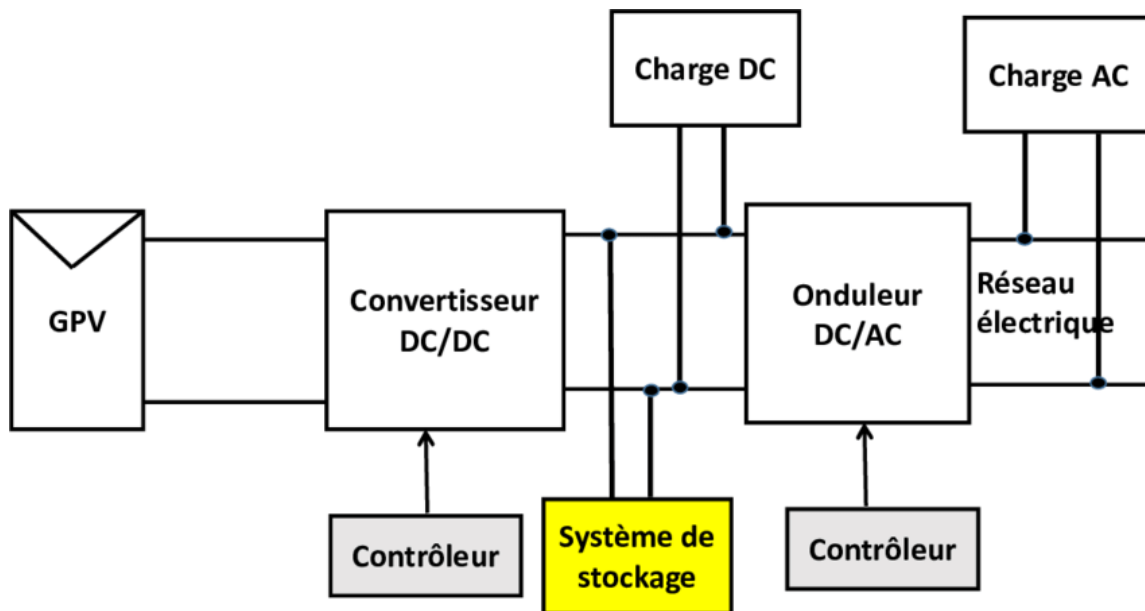 Charge DC
Charge AC
GPV
Convertisseur
DC/DC
Onduleur
DC/AC
Réseau
électrique
Contrôleur
Système de
stockage
Contrôleur